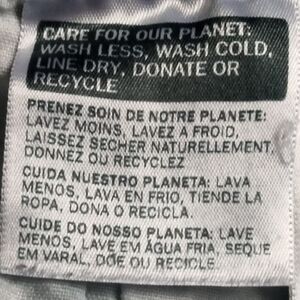 CARE FOR OUR PLANET:
WASH LESS, WASH COLD,
LINE DRY, DONATE OR
RECYCLE
PRENEZ SOIN DE NOTRE PLANETE:
LAVEZ MOINS, LAVEZ A FROID,
LAISSEZ SECHER NATURELLEMENT,
DONNEZ OU RECYCLEZ
CUIDA NUESTRO PLANETA: LAVA
MENOS, LAVA EN FRIO, TIENDE LA
ROPA, DONA O RECICLA.
CUIDE DO NOSSO PLANETA: LAVE
MENOS, LAVE EM ÁGUA FRIA, SEQUE
EM VARAL, DOE OU RECICLE.